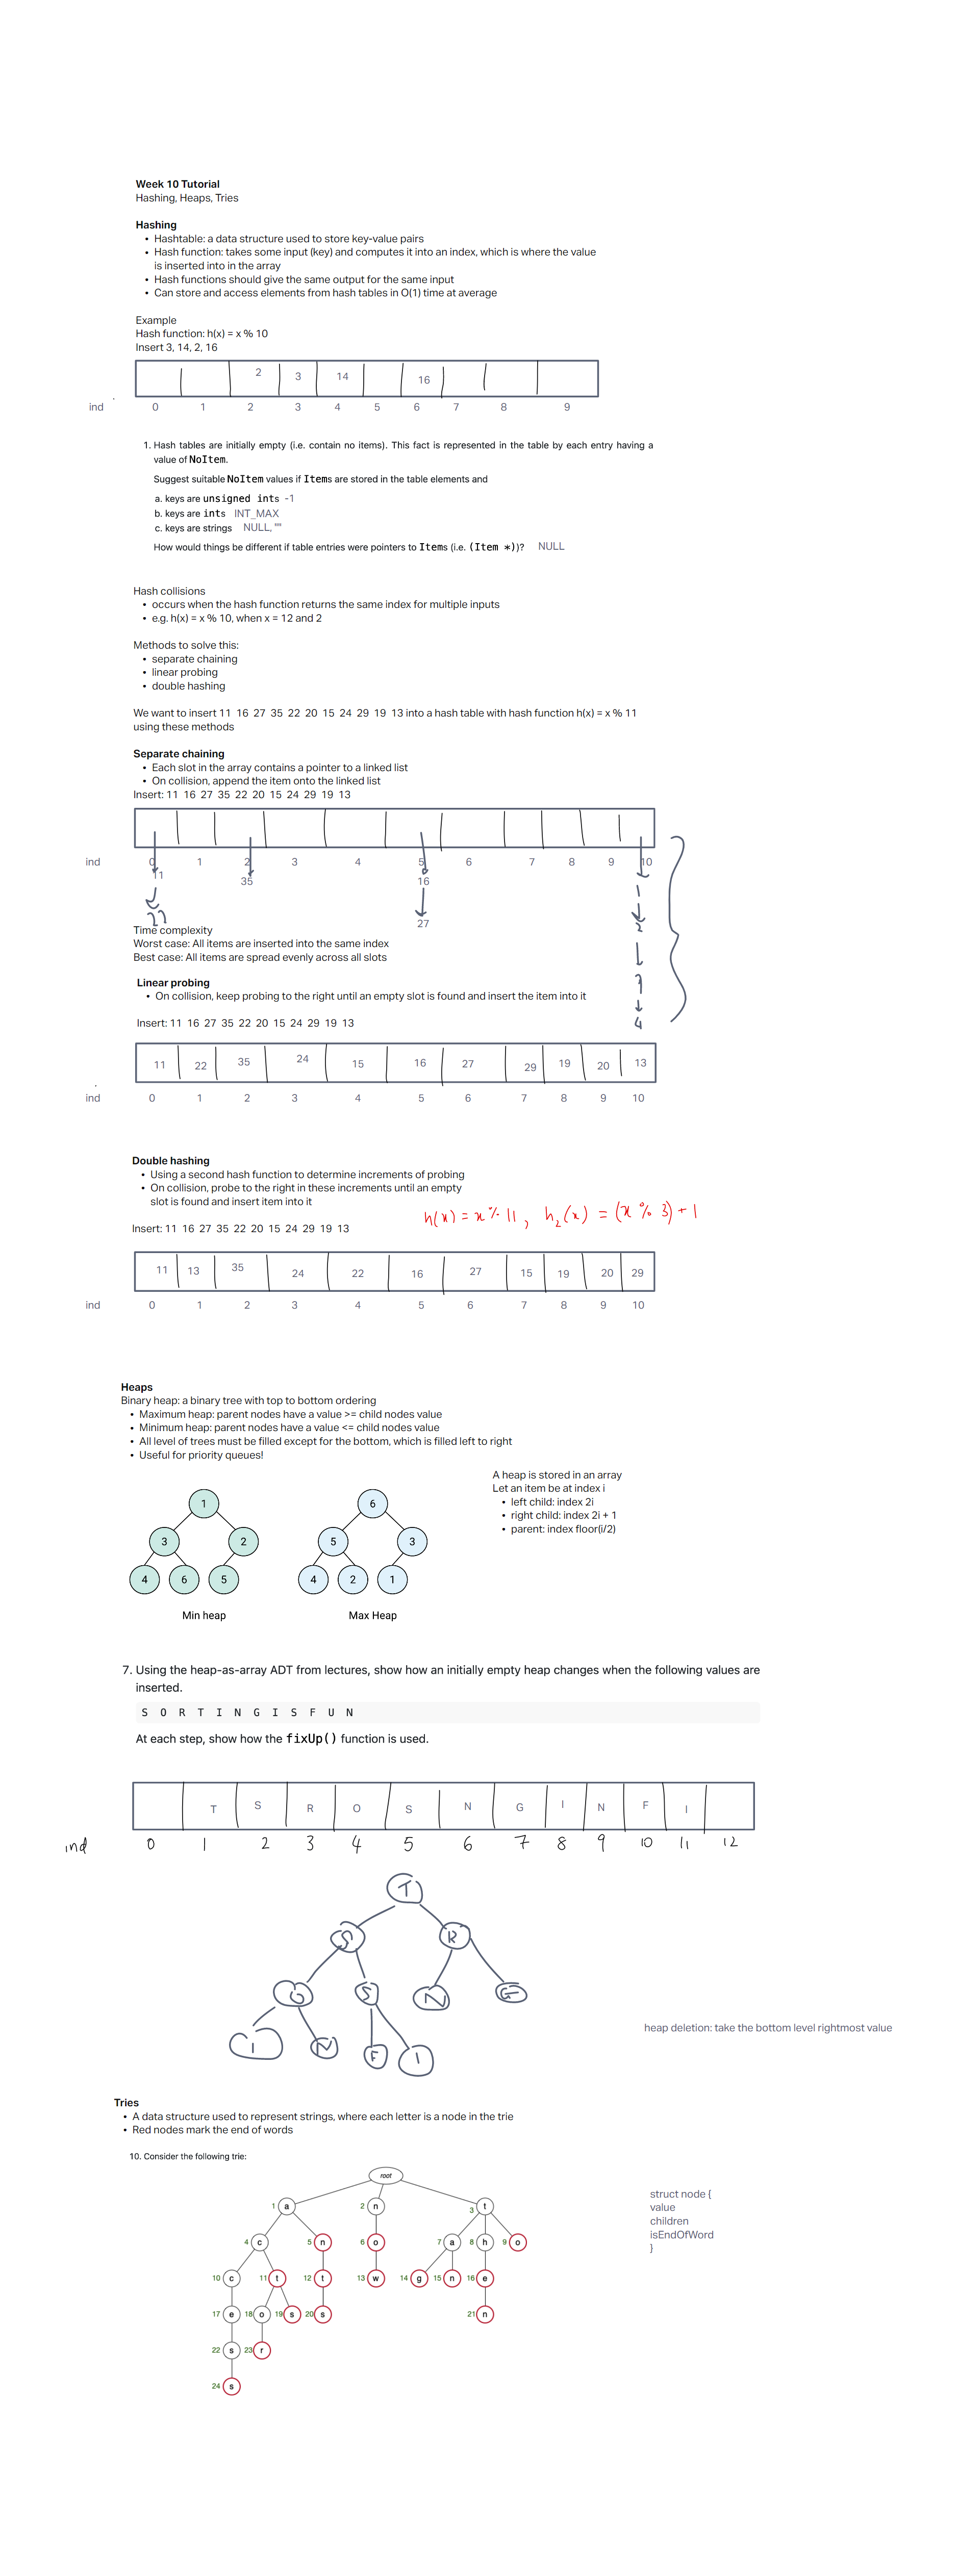 Week 10 Tutorial
Hashing, Heaps, Tries
Hashing
• Hashtable: a data structure used to store key-value pairs
• Hash function: takes some input (key) and computes it into an index, which is where the value
is inserted into in the array
• Hash functions should give the same output for the same input
• Can store and access elements from hash tables in O(1) time at average
Example
Hash function: h(x) = x % 10
Insert 3, 14, 2, 16
2 3 14 16
ind 0 1 2 3 4 5 6 7 8 9
1. Hash tables are initially empty (i.e. contain no items). This fact is represented in the table by each entry having a
value of NoItem.
Suggest suitable NoItem values if Items are stored in the table elements and
a. keys are unsigned ints -1
b. keys are ints INT_MAX
c. keys are strings NULL, ""
How would things be different if table entries were pointers to Items (i.e. (Item *))? NULL
Hash collisions
• occurs when the hash function returns the same index for multiple inputs
• e.g. h(x) = x % 10, when x = 12 and 2
Methods to solve this:
• separate chaining
• linear probing
• double hashing
We want to insert 11 16 27 35 22 20 15 24 29 19 13 into a hash table with hash function h(x) = x % 11
using these methods
Separate chaining
• Each slot in the array contains a pointer to a linked list
• On collision, append the item onto the linked list
Insert: 11 16 27 35 22 20 15 24 29 19 13
ind 0 1 2 3 4 5 6 7 8 9 10
11 35 16 1
22 27 2
3
4
Time complexity
Worst case: All items are inserted into the same index
Best case: All items are spread evenly across all slots
Linear probing
• On collision, keep probing to the right until an empty slot is found and insert the item into it
Insert: 11 16 27 35 22 20 15 24 29 19 13
11 22 35 24 15 16 27 29 19 20 13
ind 0 1 2 3 4 5 6 7 8 9 10
Double hashing
• Using a second hash function to determine increments of probing
• On collision, probe to the right in these increments until an empty
slot is found and insert item into it
h(x) = x % 11, h2(x) = (x % 3) + 1
Insert: 11 16 27 35 22 20 15 24 29 19 13
11 13 35 24 22 16 27 15 19 20 29
ind 0 1 2 3 4 5 6 7 8 9 10
Heaps
Binary heap: a binary tree with top to bottom ordering
• Maximum heap: parent nodes have a value >= child nodes value
• Minimum heap: parent nodes have a value <= child nodes value
• All level of trees must be filled except for the bottom, which is filled left to right
• Useful for priority queues!
A heap is stored in an array
Let an item be at index i
• left child: index 2i
• right child: index 2i + 1
• parent: index floor(i/2)
1
3 2
4 6 5
Min heap
6
5 3
4 2 1
Max Heap
7. Using the heap-as-array ADT from lectures, show how an initially empty heap changes when the following values are
inserted.
S O R T I N G I S F U N
At each step, show how the fixUp() function is used.
T S R O S N G I N F I
ind 0 1 2 3 4 5 6 7 8 9 10 11 12
T
S R
O S N G
I N F I
heap deletion: take the bottom level rightmost value
Tries
• A data structure used to represent strings, where each letter is a node in the trie
• Red nodes mark the end of words
10. Consider the following trie:
root
1 a 2 n 3 t
4 c 5 n 6 o 7 a 8 h 9 o
10 c 11 t 12 t 13 w 14 g 15 n 16 e
17 e 18 o 19 s 20 s 21 n
22 s 23 r
24 s
struct node {
value
children
isEndOfWord
}